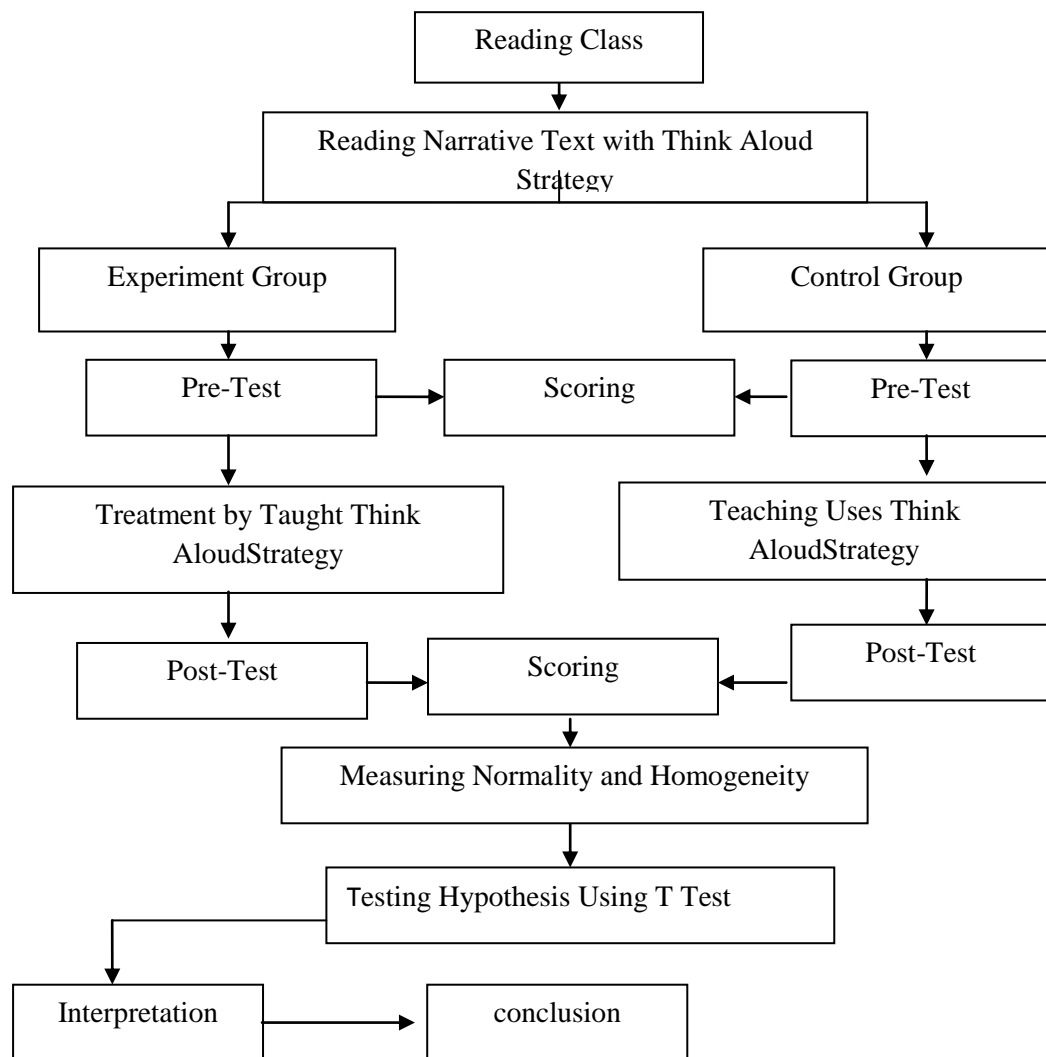 Reading Class
Reading Narrative Text with Think Aloud
Strategy
Experiment Group
Control Group
Pre-Test
Scoring
Pre-Test
Treatment by Taught Think
AloudStrategy
Teaching Uses Think
AloudStrategy
Post-Test
Scoring
Post-Test
Measuring Normality and Homogeneity
Testing Hypothesis Using T Test
Interpretation
conclusion